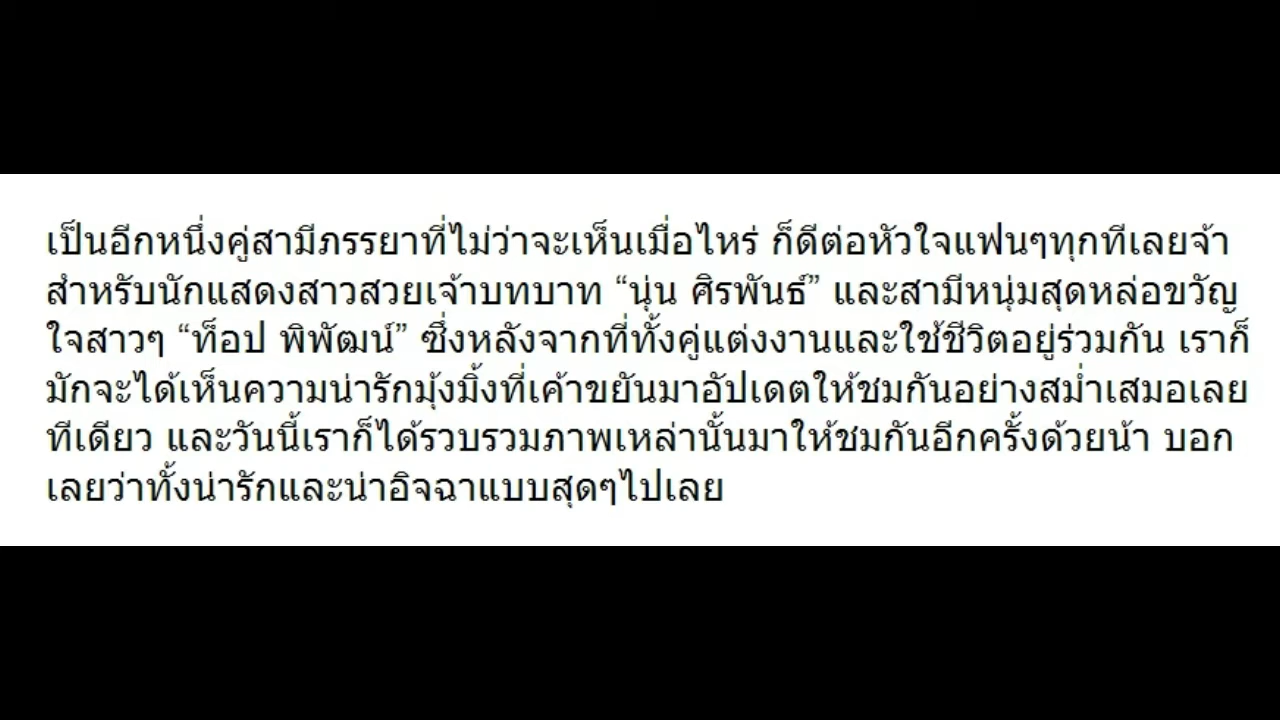 เป็นอีกหนึ่งคู่สามีภรรยาที่ไม่ว่าจะเห็นเมื่อไหร่ ก็ดีต่อหัวใจแฟนๆทุกทีเลยจ้า
สำหรับนักแสดงสาวสวยเจ้าบทบาท “นุ่น ศิรพันธ์” และสามีหนุ่มสุดหล่อขวัญ
ใจสาวๆ “ท็อป พิพัฒน์” ซึ่งหลังจากที่ทั้งคู่แต่งงานและใช้ชีวิตอยู่ร่วมกัน เราก็
มักจะได้เห็นความน่ารักมุ้งมิ้งที่เค้าขยันมาอัปเดตให้ชมกันอย่างสม่ำเสมอเลย
ทีเดียว และวันนี้เราก็ได้รวบรวมภาพเหล่านั้นมาให้ชมกันอีกครั้งด้วยน้า บอก
เลยว่าทั้งน่ารักและน่าอิจฉาแบบสุดๆไปเลย